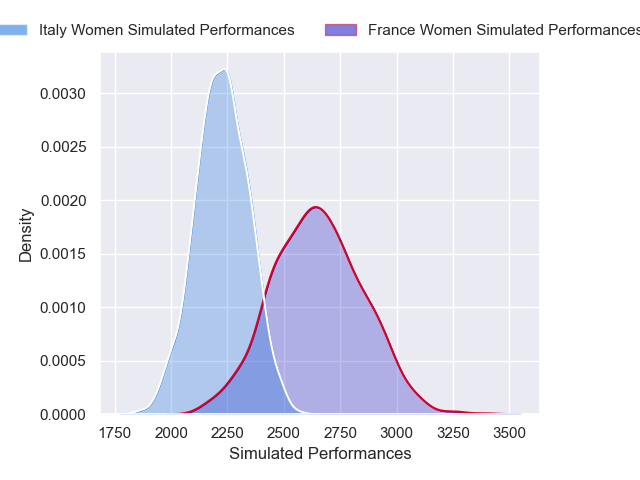 Italy Women Simulated Performances
France Women Simulated Performances
0.0030
0.0025
0.0020
0.0015
0.0010
0.0005
0.0000
Density
1750 2000 2250 2500 2750 3000 3250 3500
Simulated Performances